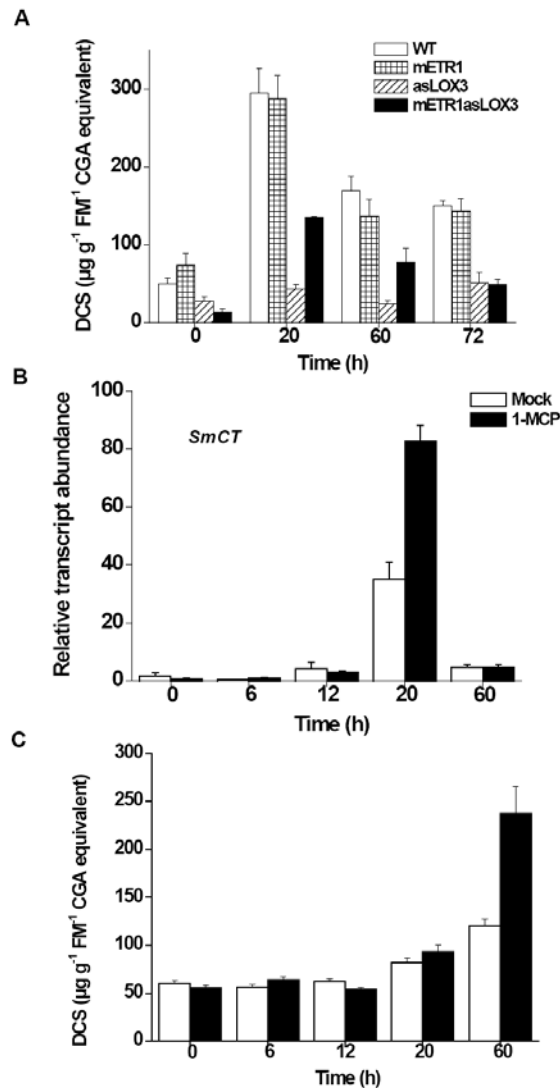 A
WT
mETR1
asLOX3
mETR1asLOX3
300
200
100
0
DCS (µg g⁻¹ FM⁻¹ CGA equivalent)
0 20 60 72
Time (h)
B
Mock
1-MCP
SmCT
100
80
60
40
20
0
Relative transcript abundance
0 6 12 20 60
Time (h)
C
300
250
200
150
100
50
0
DCS (µg g⁻¹ FM⁻¹ CGA equivalent)
0 6 12 20 60
Time (h)